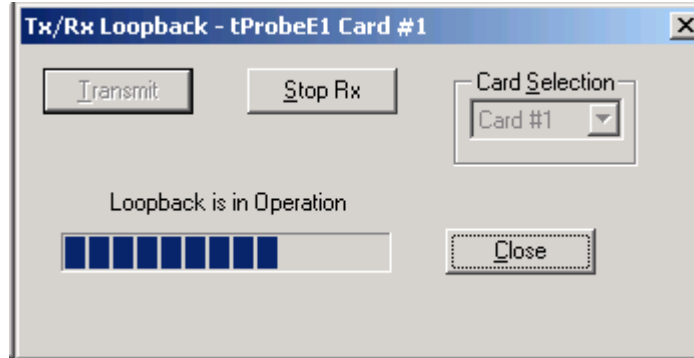 Tx/Rx Loopback - tProbeE1 Card #1
Transmit
Stop Rx
Card Selection
Card #1
Loopback is in Operation
Close